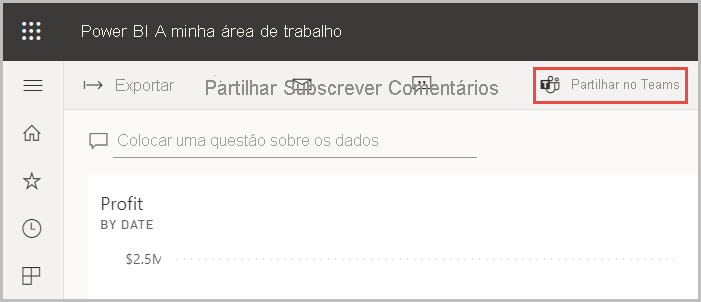 Power BI A minha área de trabalho
Exportar Partilhar Subscrever Comentários Partilhar no Teams
Colocar uma questão sobre os dados
Profit
BY DATE
$2.5M